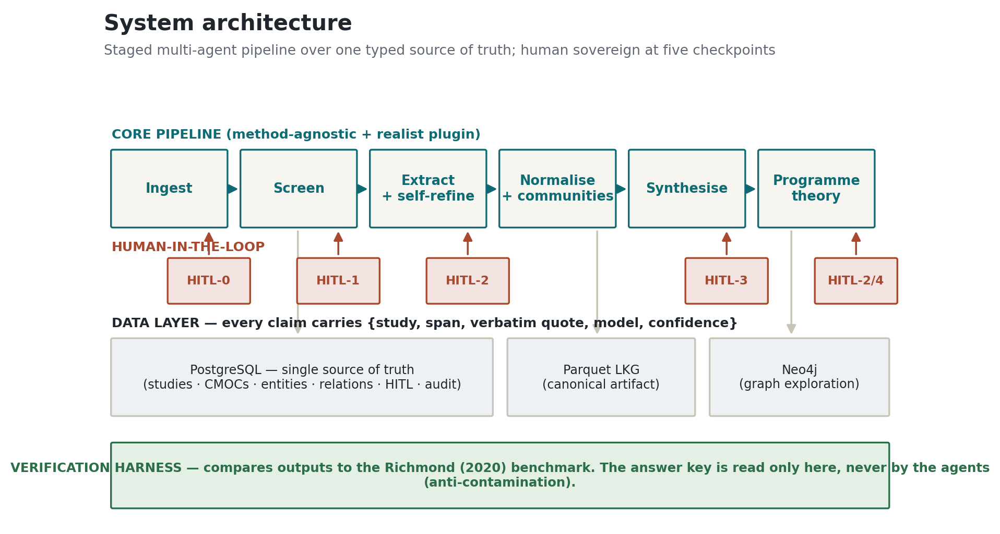 System architecture
Staged multi-agent pipeline over one typed source of truth; human sovereign at five checkpoints
CORE PIPELINE (method-agnostic + realist plugin)
Ingest
Screen
Extract
+ self-refine
Normalise
+ communities
Synthesise
Programme
theory
HUMAN-IN-THE-LOOP
HITL-0
HITL-1
HITL-2
HITL-3
HITL-2/4
DATA LAYER — every claim carries {study, span, verbatim quote, model, confidence}
PostgreSQL — single source of truth
(studies · CMOCs · entities · relations · HITL · audit)
Parquet LKG
(canonical artifact)
Neo4j
(graph exploration)
VERIFICATION HARNESS — compares outputs to the Richmond (2020) benchmark. The answer key is read only here, never by the agents
(anti-contamination).